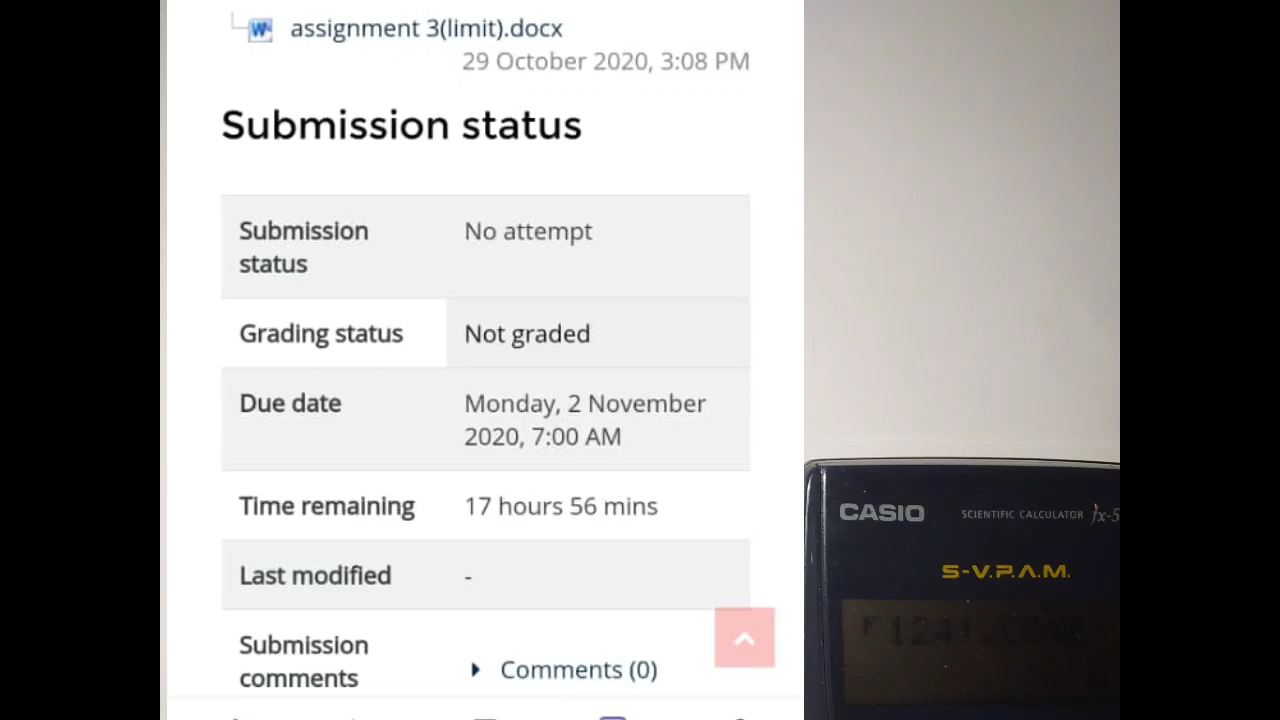 assignment 3(limit).docx
29 October 2020, 3:08 PM
Submission status
Submission status
No attempt
Grading status
Not graded
Due date
Monday, 2 November
2020, 7:00 AM
Time remaining
17 hours 56 mins
Last modified
-
Submission comments
Comments (0)
CASIO
SCIENTIFIC CALCULATOR fx-5
S-V.P.A.M.